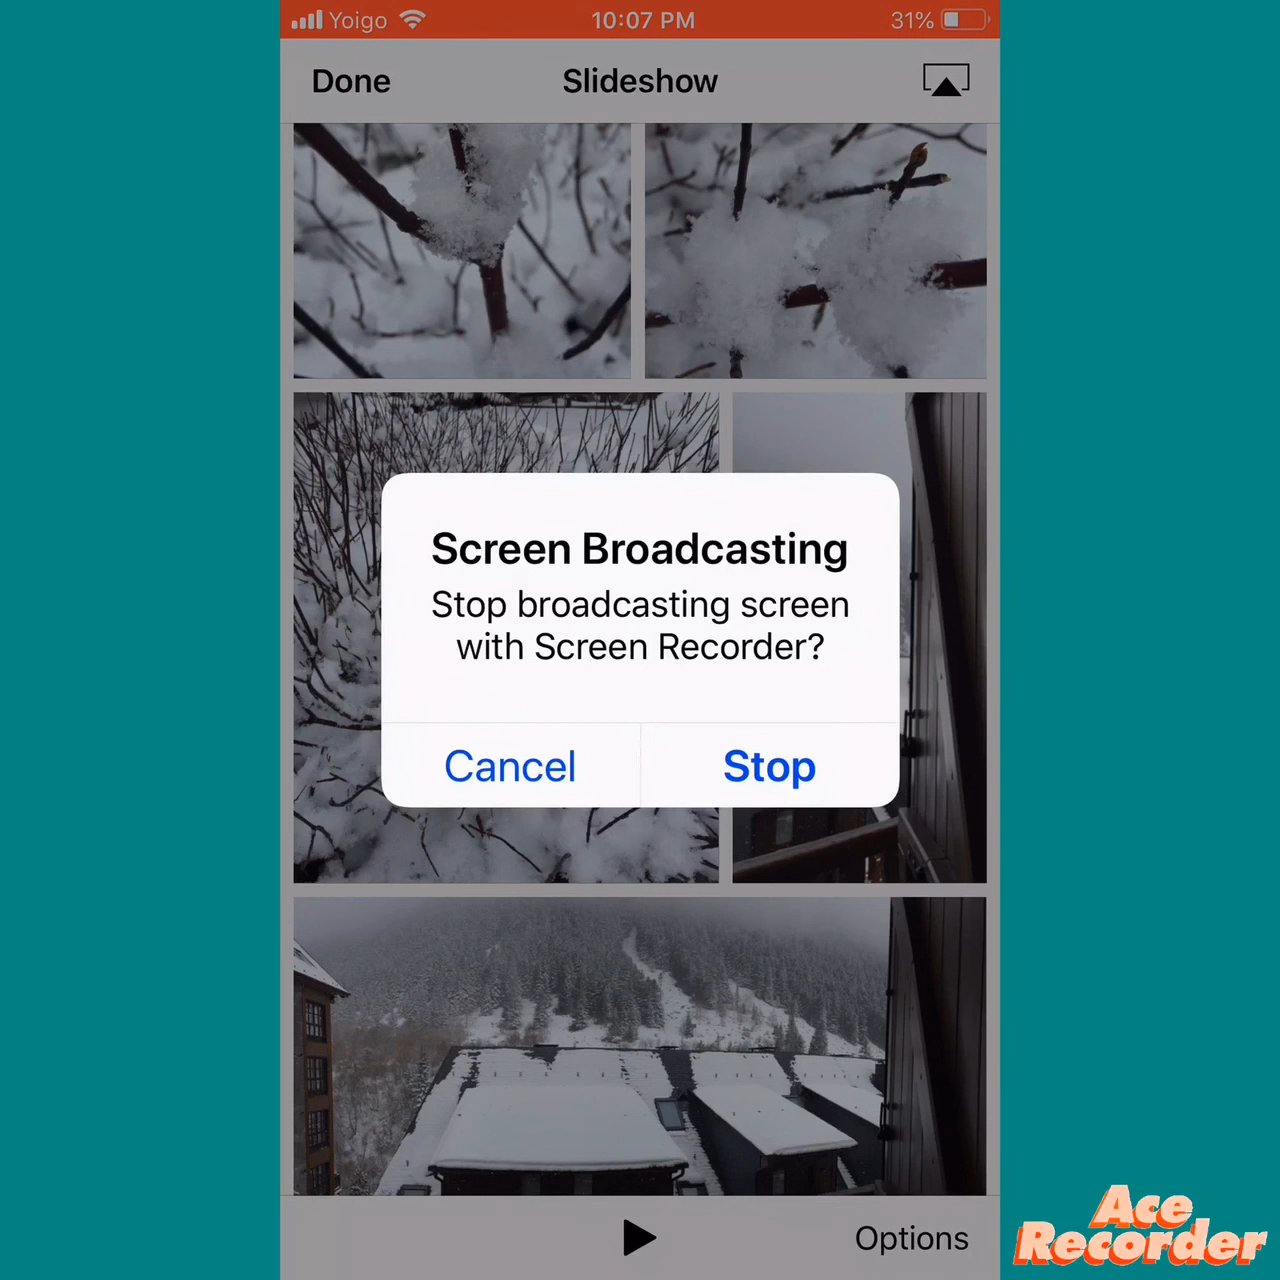 Yoigo 10:07 PM 31%
Done Slideshow
Screen Broadcasting
Stop broadcasting screen
with Screen Recorder?
Cancel Stop
Options
Ace
Recorder